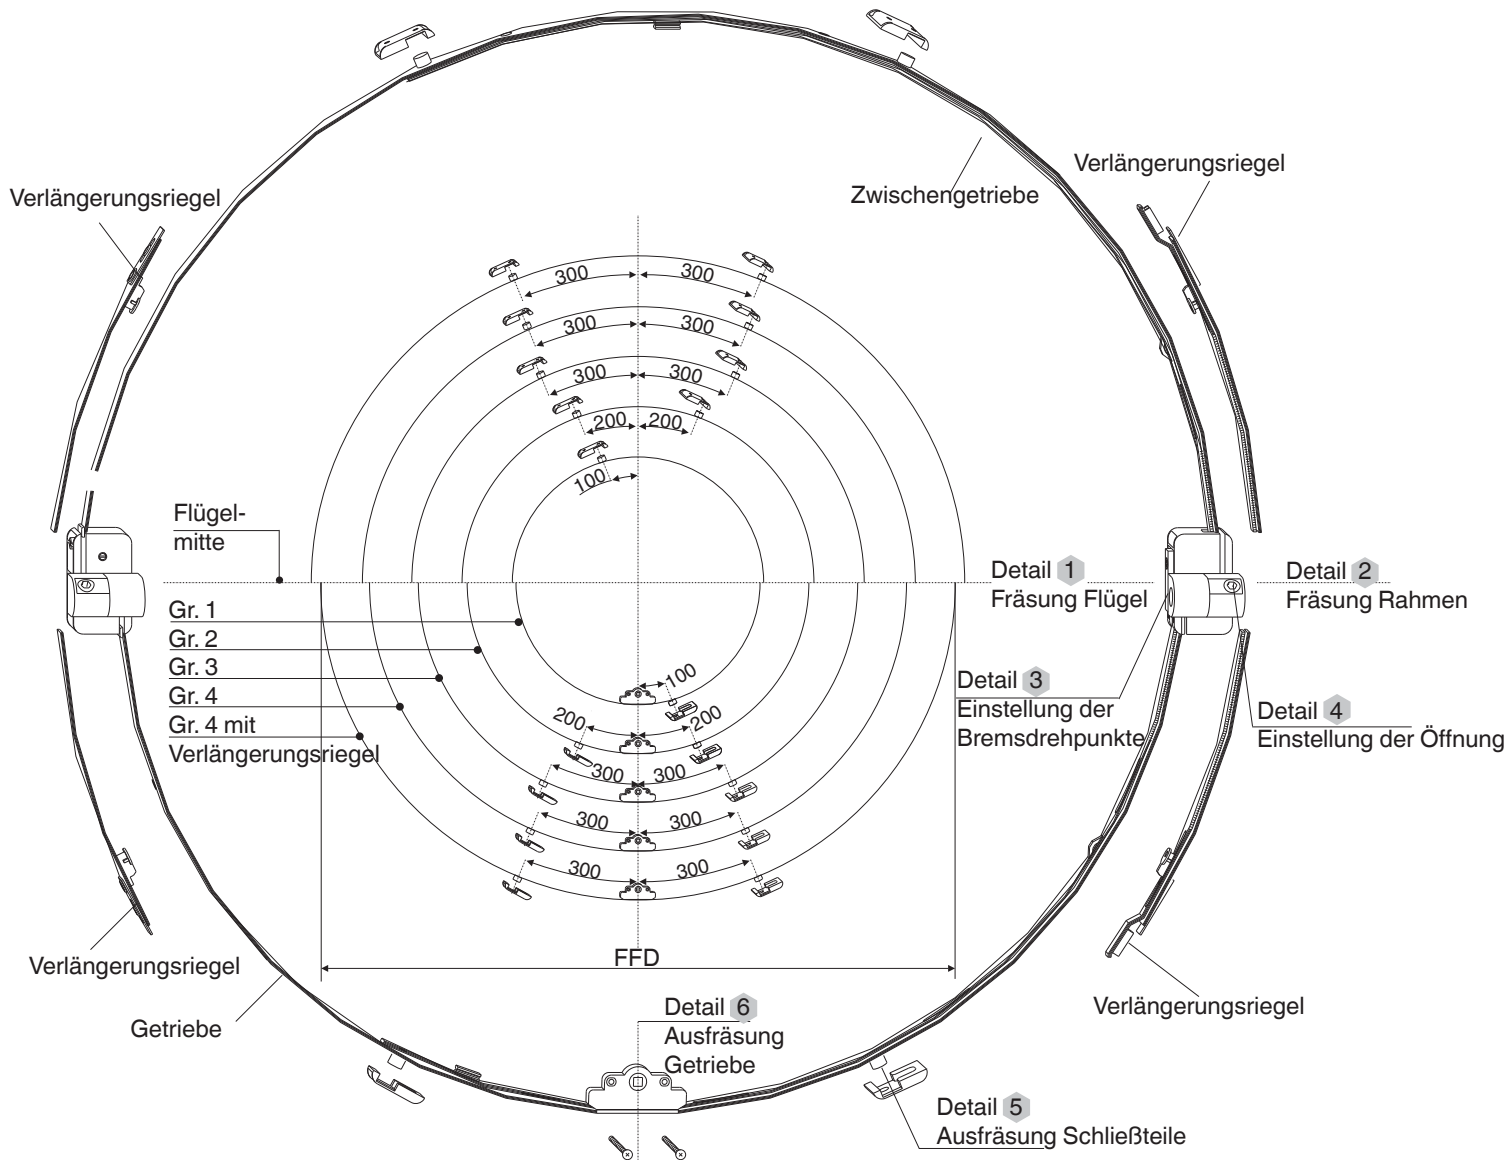 Verlängerungsriegel
Zwischengetriebe
Verlängerungsriegel
300 300
300 300
300 300
200 200
100
Flügel-
mitte
Detail 1
Fräsung Flügel
Detail 2
Fräsung Rahmen
Gr. 1
Gr. 2
Gr. 3
Gr. 4
Gr. 4 mit
Verlängerungsriegel
100
200 200
300 300
300 300
300 300
Detail 3
Einstellung der
Bremsdrehpunkte
Detail 4
Einstellung der Öffnung
FFD
Verlängerungsriegel
Getriebe
Detail 6
Ausfräsung
Getriebe
Verlängerungsriegel
Detail 5
Ausfräsung Schließteile